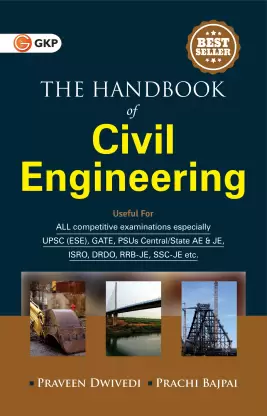 GKP
BEST
SELLER
THE HANDBOOK
of
Civil
Engineering
Useful For
ALL competitive examinations especially
UPSC (ESE), GATE, PSUs Central/State AE & JE,
ISRO, DRDO, RRB-JE, SSC-JE etc.
▪ PRAVEEN DWIVEDI ▪ PRACHI BAJPAI